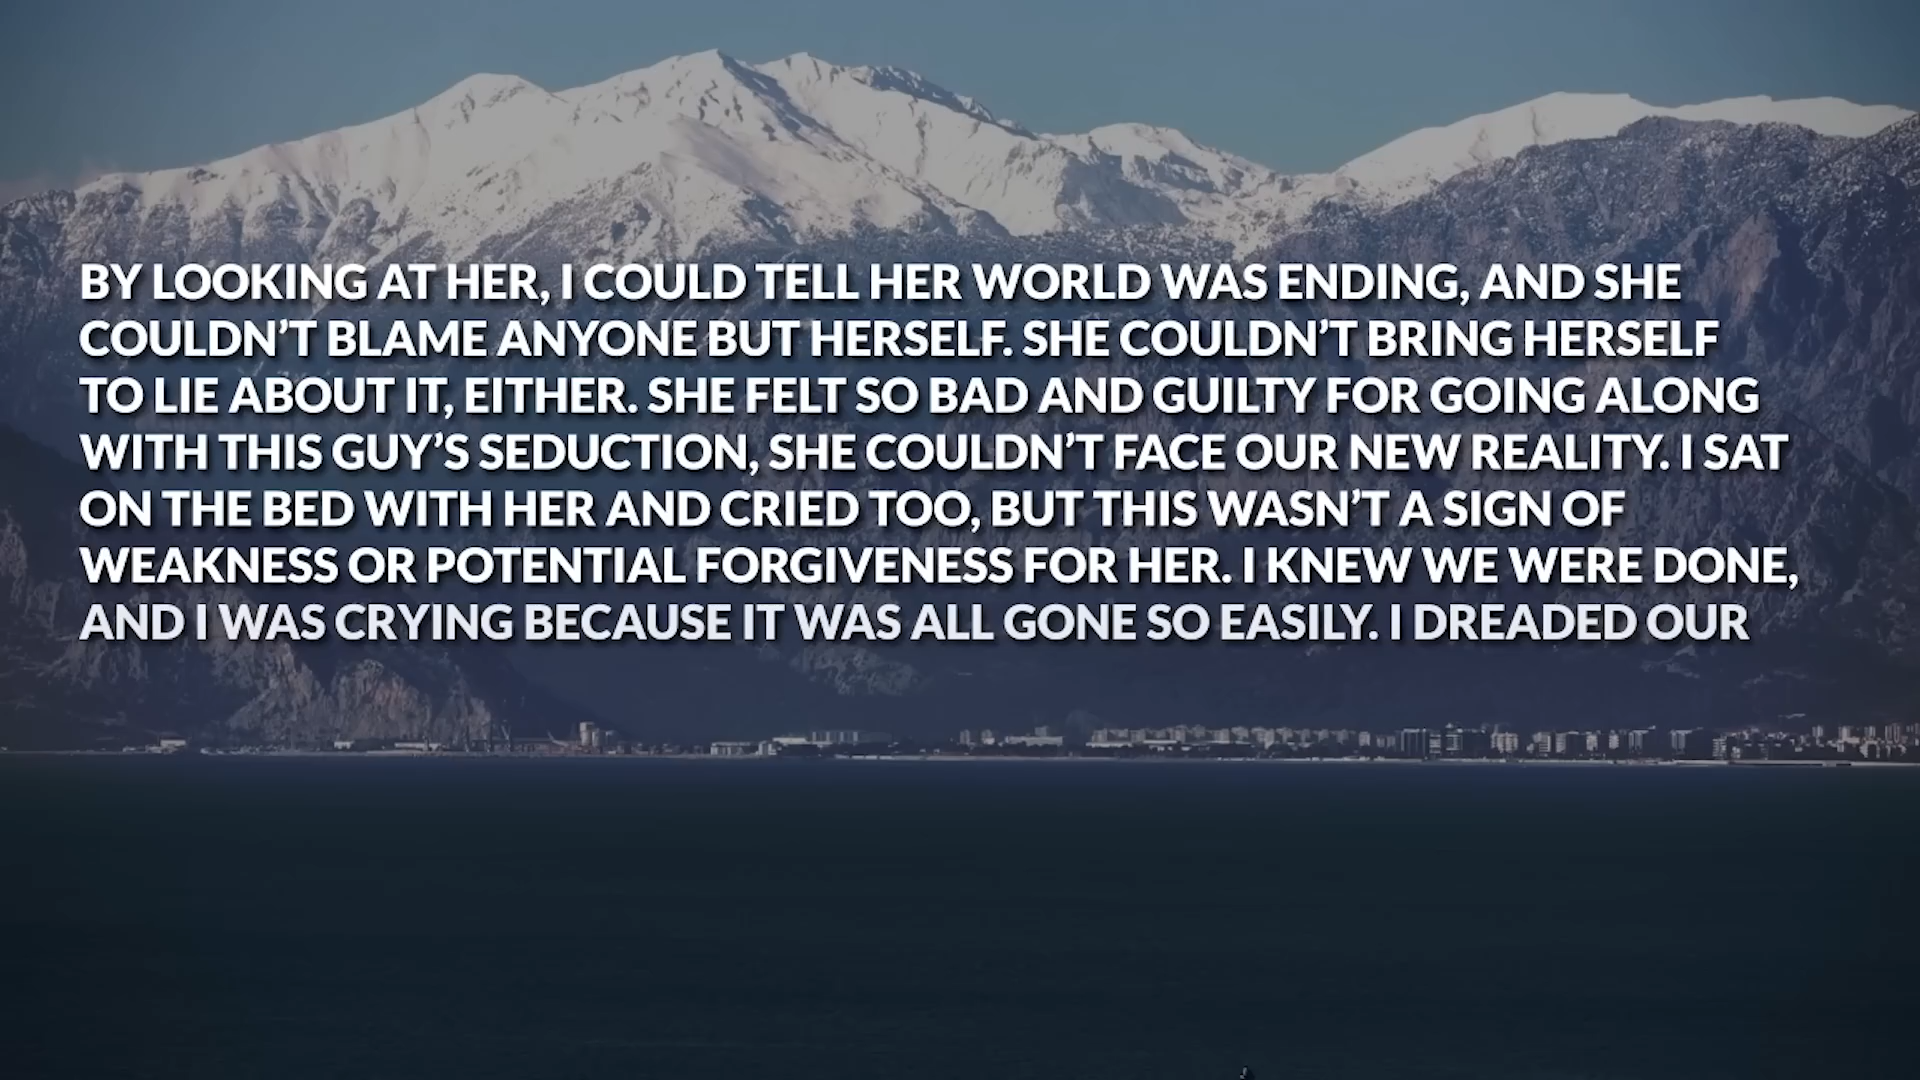 BY LOOKING AT HER, I COULD TELL HER WORLD WAS ENDING, AND SHE
COULDN’T BLAME ANYONE BUT HERSELF. SHE COULDN’T BRING HERSELF
TO LIE ABOUT IT, EITHER. SHE FELT SO BAD AND GUILTY FOR GOING ALONG
WITH THIS GUY’S SEDUCTION, SHE COULDN’T FACE OUR NEW REALITY. I SAT
ON THE BED WITH HER AND CRIED TOO, BUT THIS WASN’T A SIGN OF
WEAKNESS OR POTENTIAL FORGIVENESS FOR HER. I KNEW WE WERE DONE,
AND I WAS CRYING BECAUSE IT WAS ALL GONE SO EASILY. I DREADED OUR